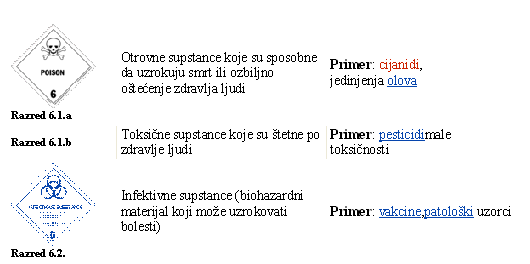 POISON
6
Razred 6.1.a
Otrovne supstance koje su sposobne
da uzrokuju smrt ili ozbiljno
oštećenje zdravlja ljudi
Primer: cijanidi,
jedinjenja olova
Razred 6.1.b
Toksične supstance koje su štetne po
zdravlje ljudi
Primer: pesticidimale
toksičnosti
INFECTIOUS SUBSTANCE
6
Razred 6.2.
Infektivne supstance (biohazardni
materijal koji može uzrokovati
bolesti)
Primer: vakcine,patološki uzorci